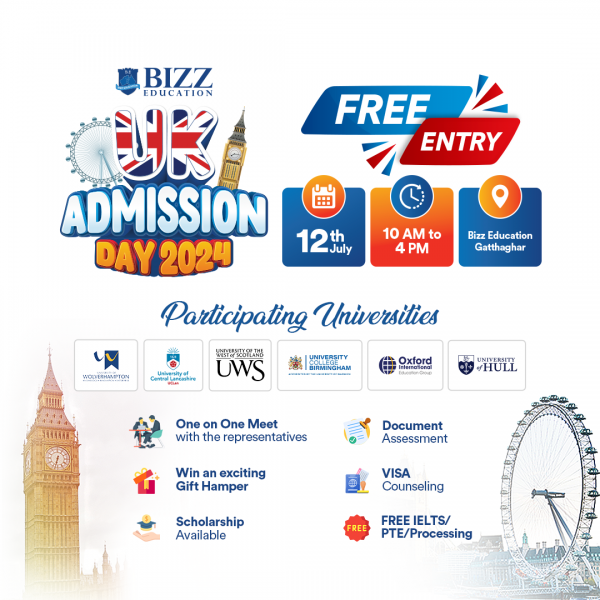 BIZZ
EDUCATION
UK
ADMISSION
DAY 2024
FREE
ENTRY
12th
July
10 AM to
4 PM
Bizz Education
Gatthaghar
Participating Universities
UNIVERSITY OF
WOLVERHAMPTON
University of
Central Lancashire
UCLan
UNIVERSITY OF THE
WEST of SCOTLAND
UWS
UNIVERSITY
COLLEGE
BIRMINGHAM
Oxford
International
Education Group
UNIVERSITY
of HULL
One on One Meet
with the representatives
Document
Assessment
Win an exciting
Gift Hamper
VISA
Counseling
Scholarship
Available
FREE
FREE IELTS/
PTE/Processing